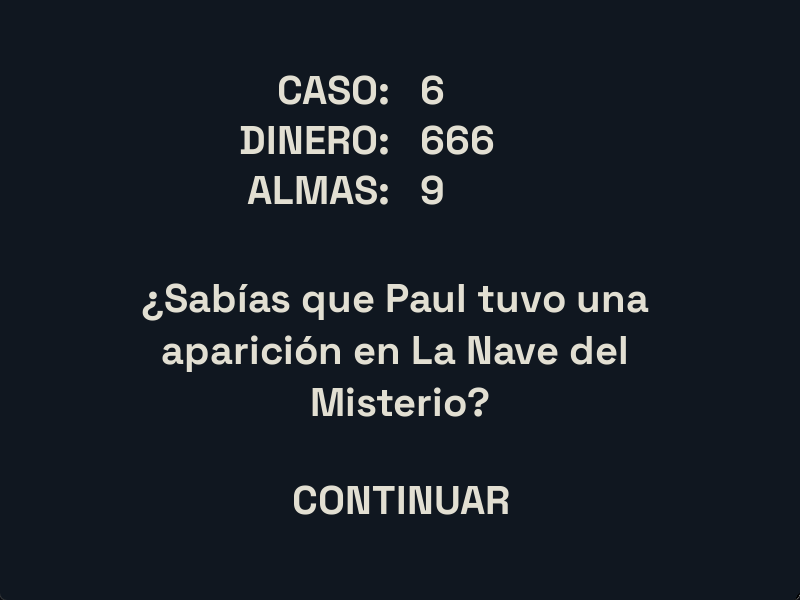 CASO: 6
DINERO: 666
ALMAS: 9
¿Sabías que Paul tuvo una
aparición en La Nave del
Misterio?
CONTINUAR